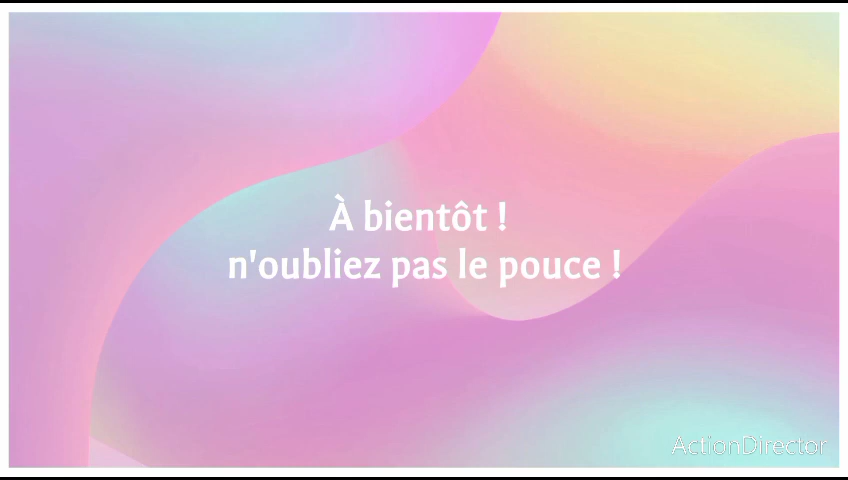 À bientôt !
n'oubliez pas le pouce !
ActionDirector